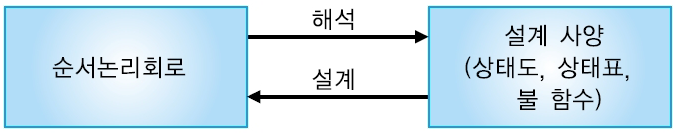 순서논리회로
해석
설계
설계 사양
(상태도, 상태표,
불 함수)